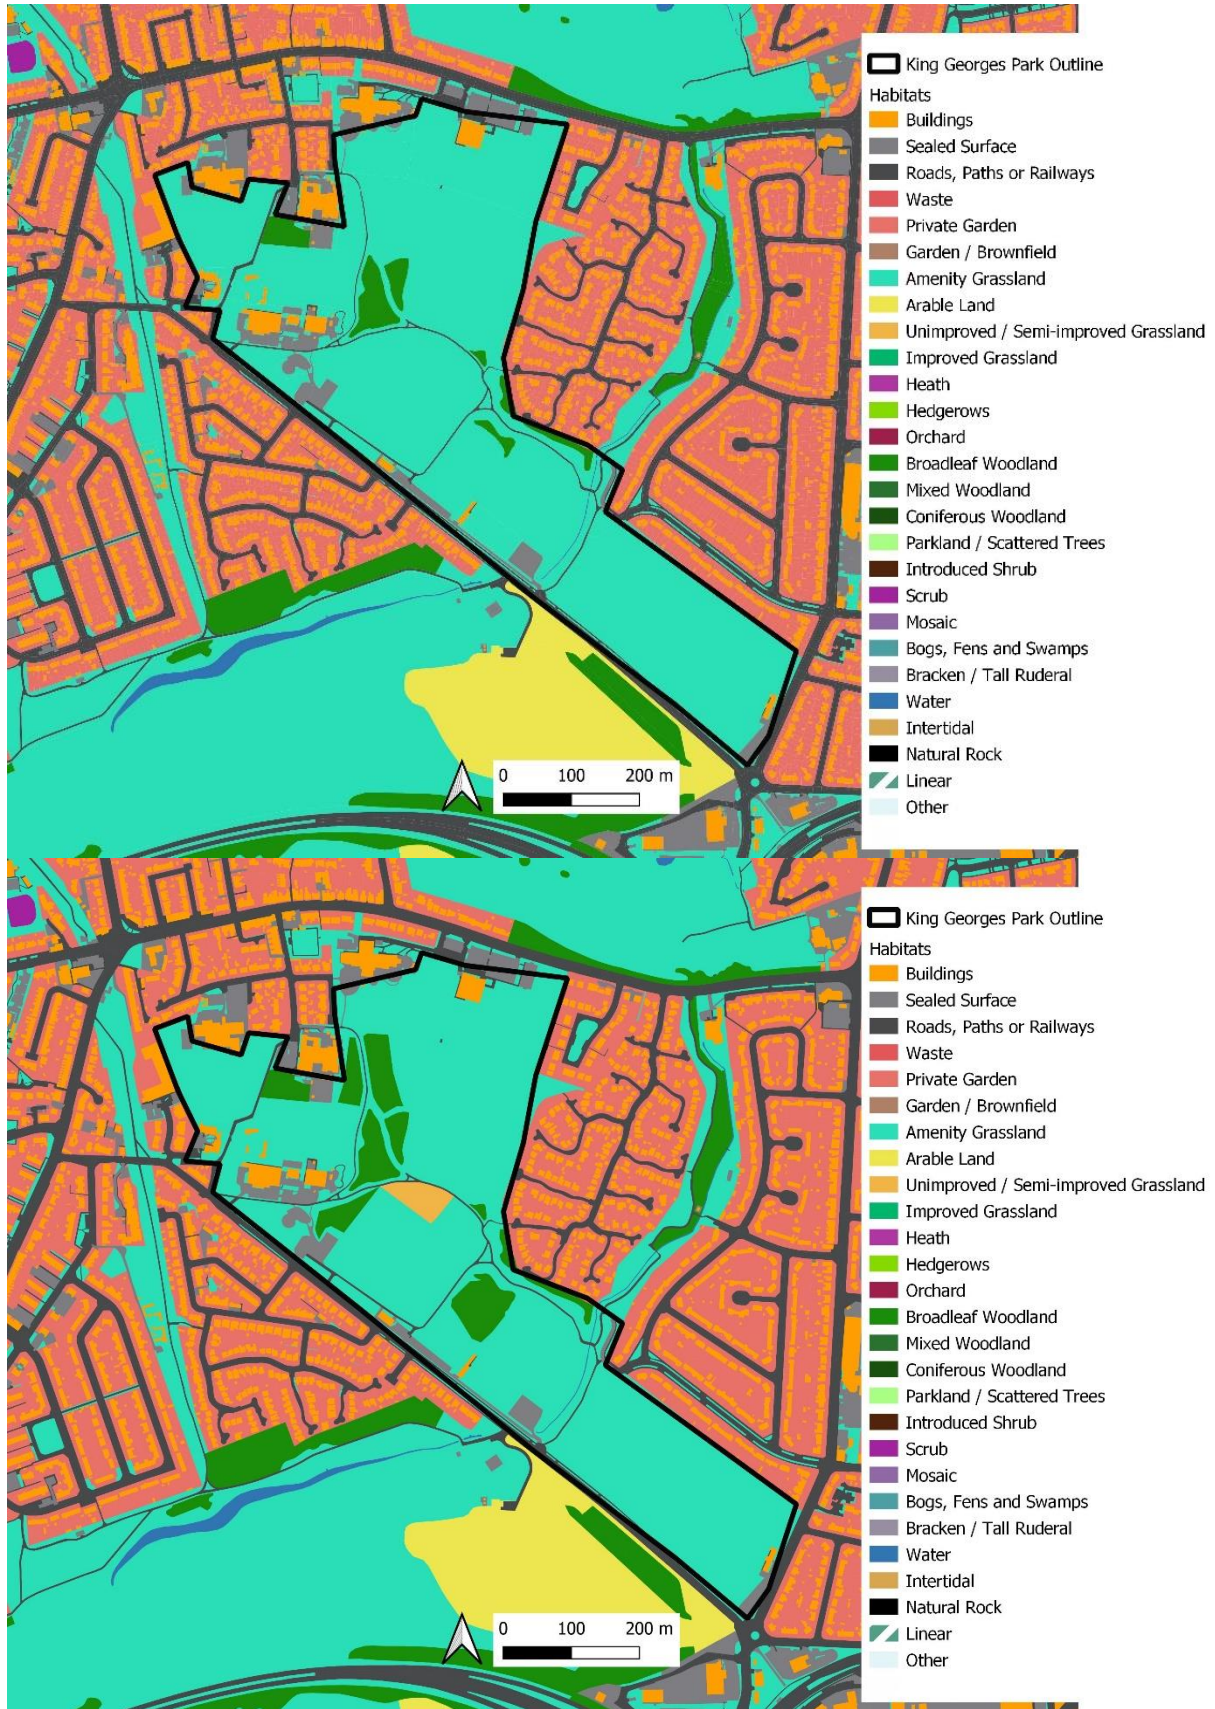 King Georges Park Outline
Habitats
Buildings
Sealed Surface
Roads, Paths or Railways
Waste
Private Garden
Garden / Brownfield
Amenity Grassland
Arable Land
Unimproved / Semi-improved Grassland
Improved Grassland
Heath
Hedgerows
Orchard
Broadleaf Woodland
Mixed Woodland
Coniferous Woodland
Parkland / Scattered Trees
Introduced Shrub
Scrub
Mosaic
Bogs, Fens and Swamps
Bracken / Tall Ruderal
Water
Intertidal
Natural Rock
Linear
Other
0 100 200 m
King Georges Park Outline
Habitats
Buildings
Sealed Surface
Roads, Paths or Railways
Waste
Private Garden
Garden / Brownfield
Amenity Grassland
Arable Land
Unimproved / Semi-improved Grassland
Improved Grassland
Heath
Hedgerows
Orchard
Broadleaf Woodland
Mixed Woodland
Coniferous Woodland
Parkland / Scattered Trees
Introduced Shrub
Scrub
Mosaic
Bogs, Fens and Swamps
Bracken / Tall Ruderal
Water
Intertidal
Natural Rock
Linear
Other
0 100 200 m